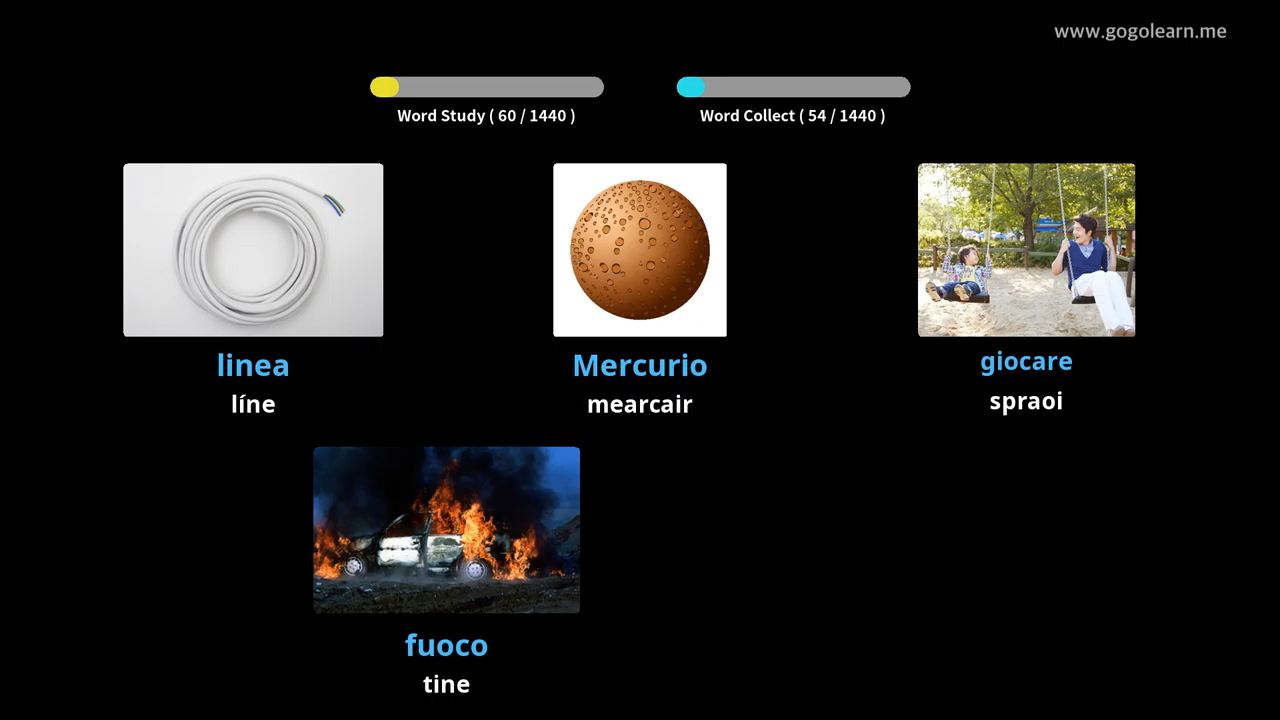 www.gogolearn.me
Word Study ( 60 / 1440 )
Word Collect ( 54 / 1440 )
linea
líne
Mercurio
mearcair
giocare
spraoi
fuoco
tine